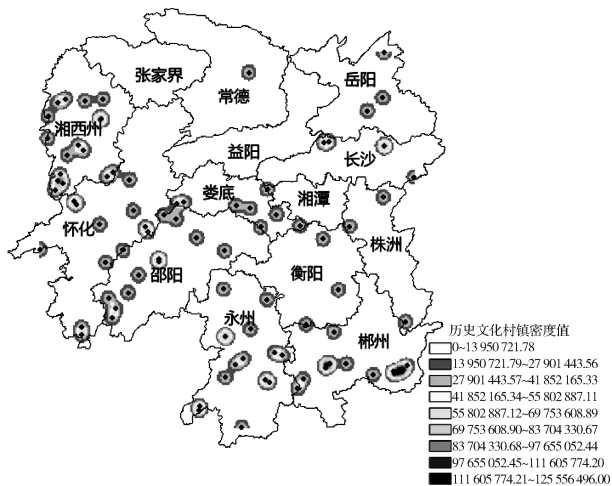 张家界
常德
岳阳
湘西州
益阳
长沙
娄底
湘潭
怀化
株洲
邵阳
衡阳
永州
郴州
历史文化村镇密度值
0~13 950 721.78
13 950 721.79~27 901 443.56
27 901 443.57~41 852 165.33
41 852 165.34~55 802 887.11
55 802 887.12~69 753 608.89
69 753 608.90~83 704 330.67
83 704 330.68~97 655 052.44
97 655 052.45~111 605 774.20
111 605 774.21~125 556 496.00